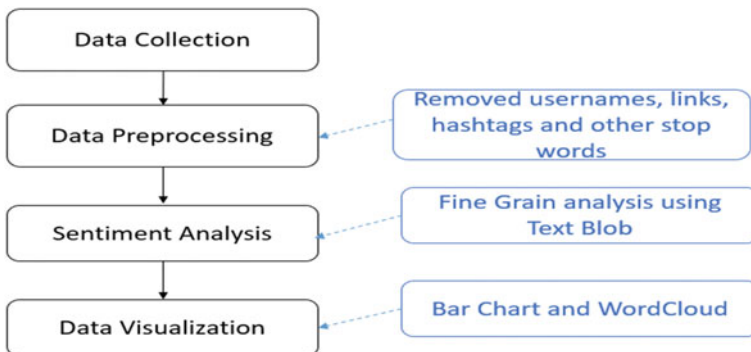 Data Collection
Data Preprocessing
Removed usernames, links,
hashtags and other stop
words
Sentiment Analysis
Fine Grain analysis using
Text Blob
Data Visualization
Bar Chart and WordCloud